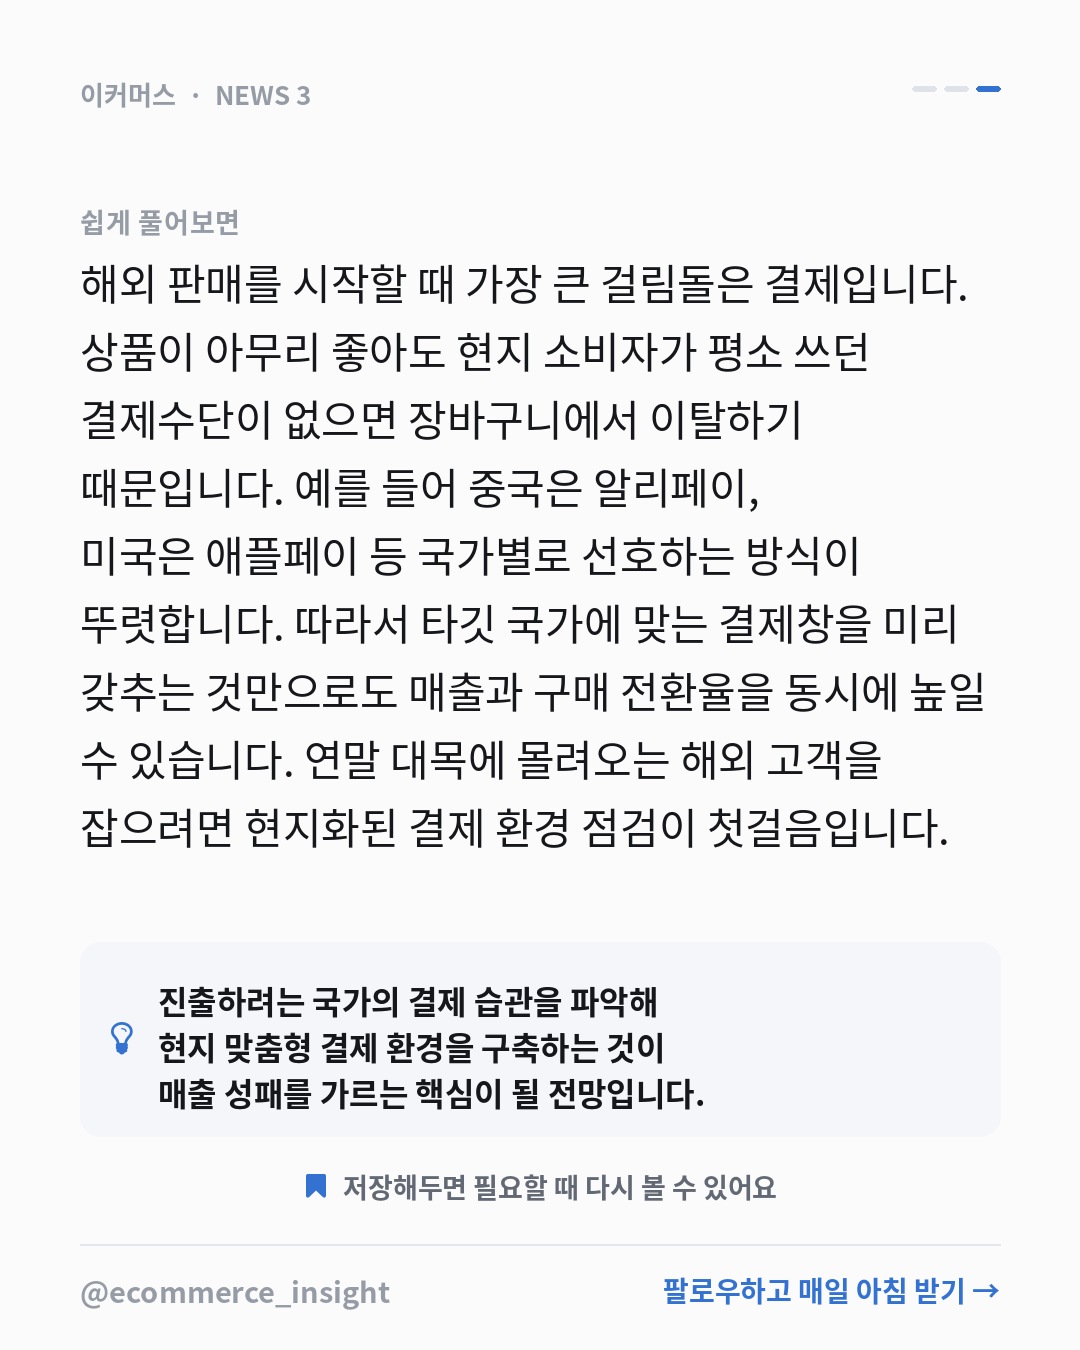 이커머스 · NEWS 3
쉽게 풀어보면
해외 판매를 시작할 때 가장 큰 걸림돌은 결제입니다.
상품이 아무리 좋아도 현지 소비자가 평소 쓰던
결제수단이 없으면 장바구니에서 이탈하기
때문입니다. 예를 들어 중국은 알리페이,
미국은 애플페이 등 국가별로 선호하는 방식이
뚜렷합니다. 따라서 타깃 국가에 맞는 결제창을 미리
갖추는 것만으로도 매출과 구매 전환율을 동시에 높일
수 있습니다. 연말 대목에 몰려오는 해외 고객을
잡으려면 현지화된 결제 환경 점검이 첫걸음입니다.
진출하려는 국가의 결제 습관을 파악해
현지 맞춤형 결제 환경을 구축하는 것이
매출 성패를 가르는 핵심이 될 전망입니다.
저장해두면 필요할 때 다시 볼 수 있어요
@ecommerce_insight
팔로우하고 매일 아침 받기 →